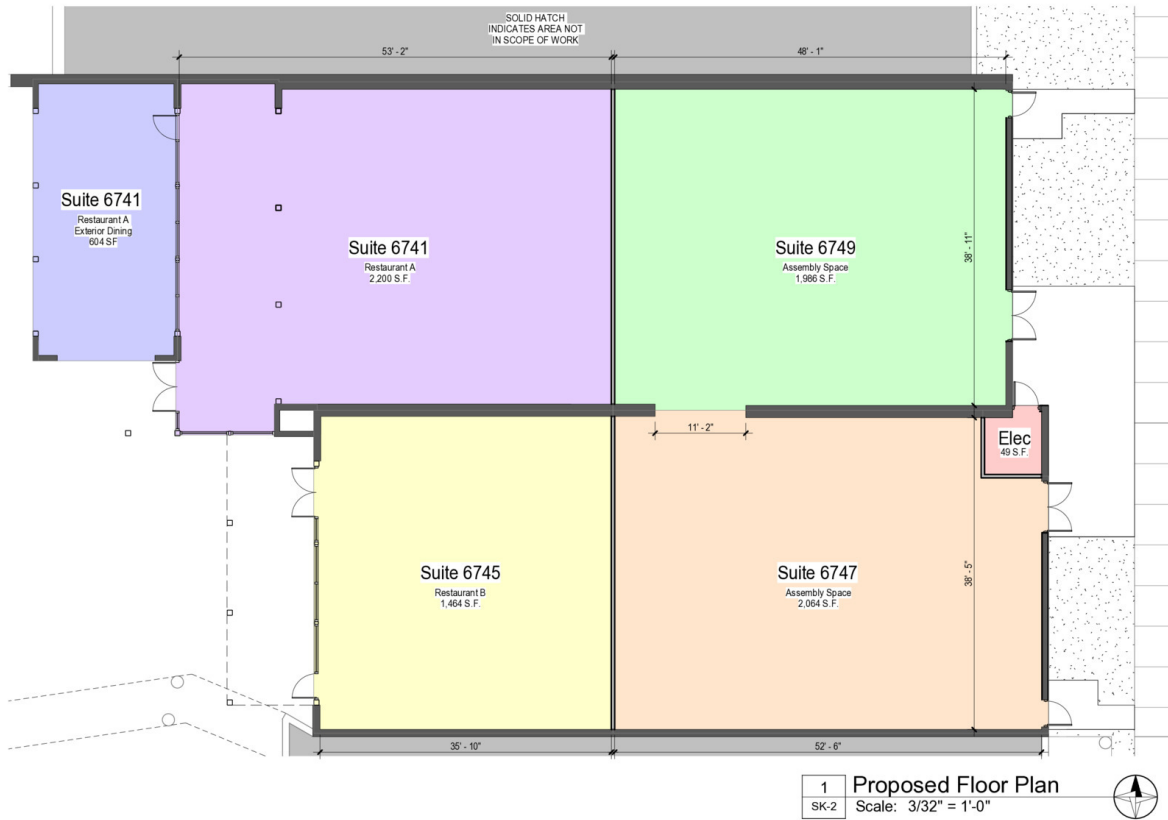 SOLID HATCH
INDICATES AREA NOT
IN SCOPE OF WORK
53' - 2"
48' - 1"
Suite 6741
Restaurant A
Exterior Dining
604 SF
Suite 6741
Restaurant A
2,200 S.F.
Suite 6749
Assembly Space
1,986 S.F.
38' - 11"
11' - 2"
Elec
49 S.F.
Suite 6745
Restaurant B
1,464 S.F.
Suite 6747
Assembly Space
2,064 S.F.
38' - 5"
35' - 10"
52' - 6"
1
SK-2
Proposed Floor Plan
Scale: 3/32" = 1'-0"